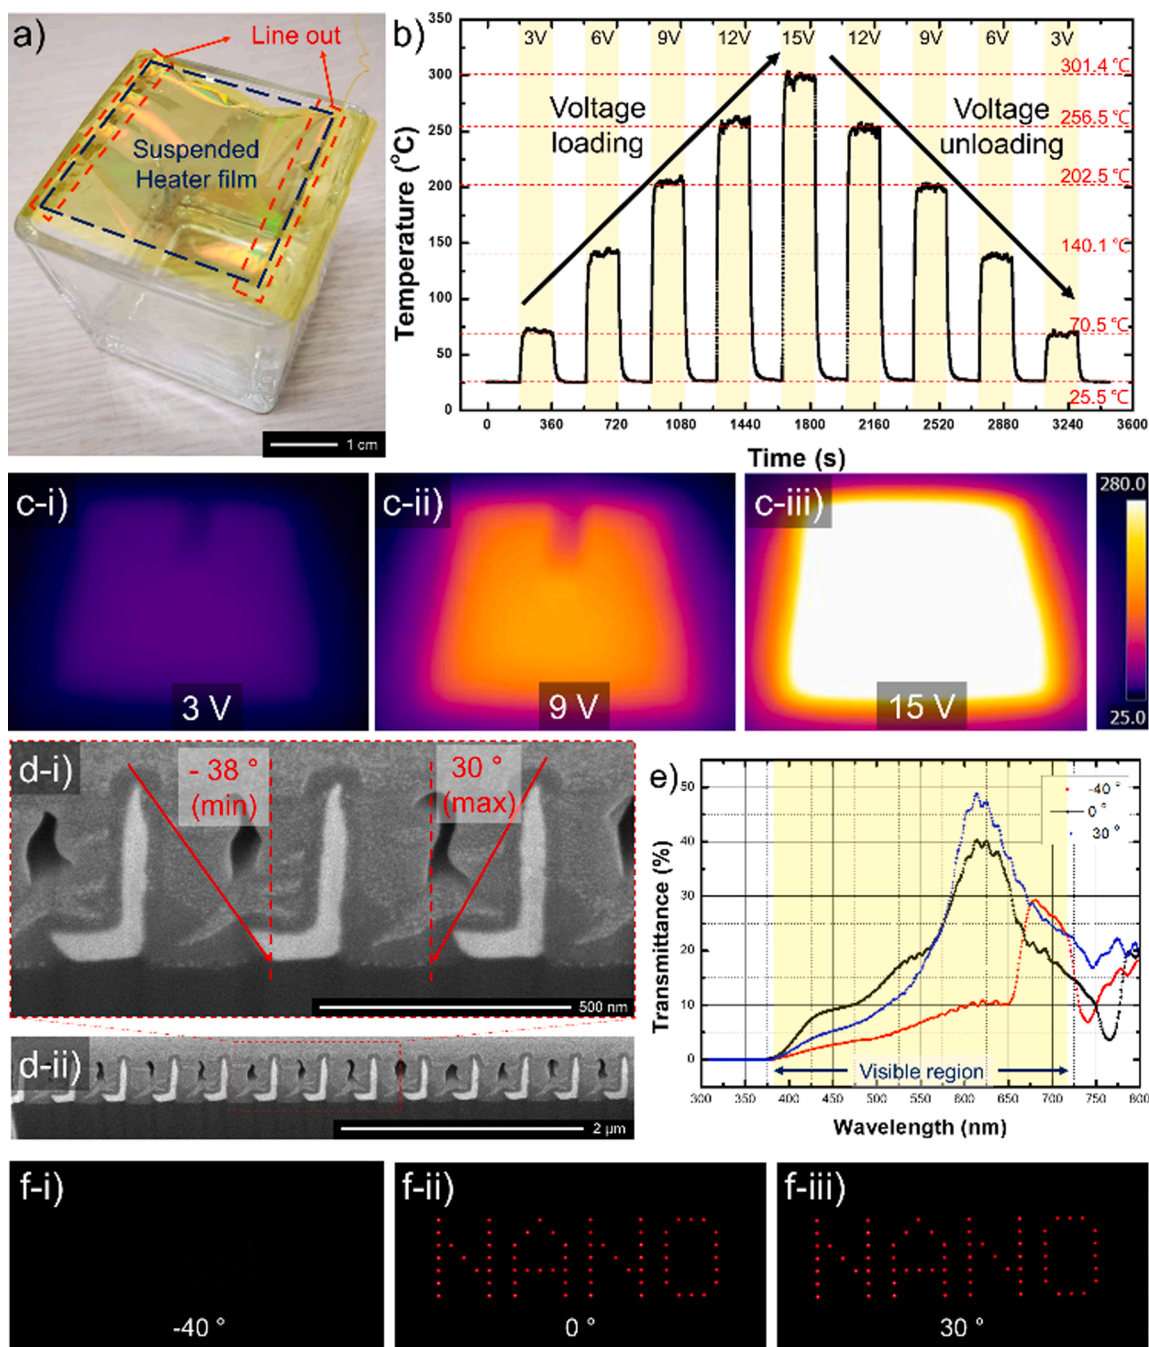 a)
Line out
Suspended
Heater film
1 cm
b)
350
300
250
200
150
100
50
0
Temperature (°C)
3V 6V 9V 12V 15V 12V 9V 6V 3V
Voltage
loading
Voltage
unloading
301.4 ℃
256.5 ℃
202.5 ℃
140.1 ℃
70.5 ℃
25.5 ℃
0 360 720 1080 1440 1800 2160 2520 2880 3240 3600
Time (s)
c-i)
3 V
c-ii)
9 V
c-iii)
15 V
280.0
25.0
d-i)
- 38 °
(min)
30 °
(max)
500 nm
d-ii)
2 μm
e)
-40 °
0 °
30 °
50
40
30
20
10
0
Transmittance (%)
Visible region
300 350 400 450 500 550 600 650 700 750 800
Wavelength (nm)
f-i)
-40 °
f-ii)
NANO
0 °
f-iii)
NANO
30 °